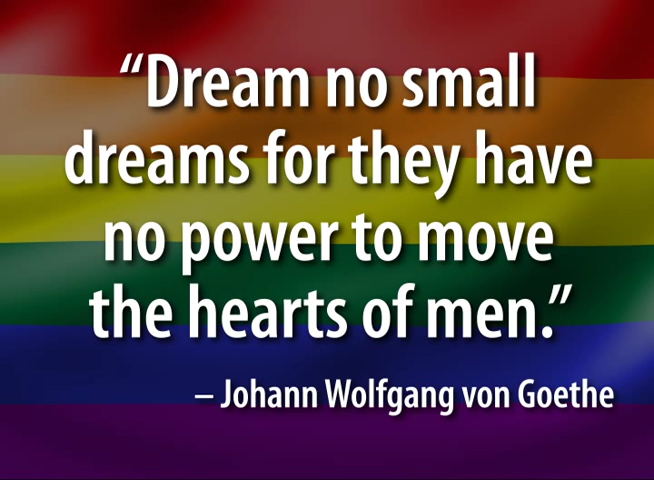 “Dream no small
dreams for they have
no power to move
the hearts of men.”
– Johann Wolfgang von Goethe